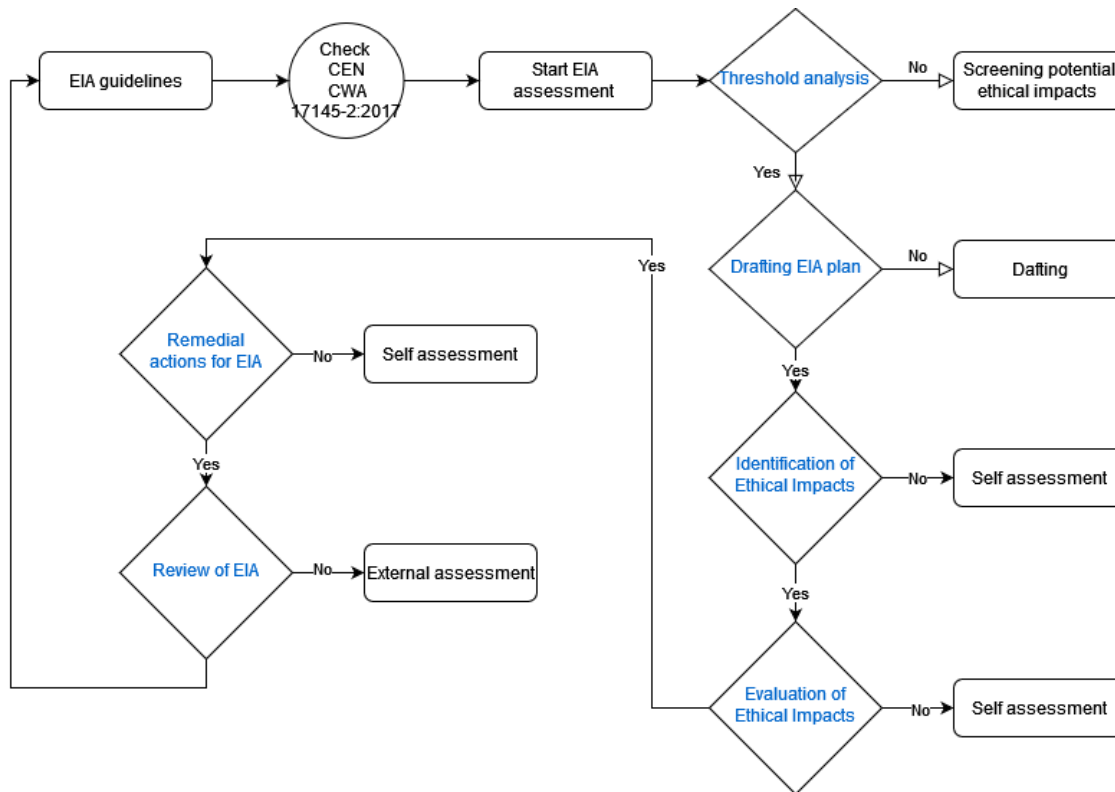 EIA guidelines
Check
CEN
CWA
17145-2:2017
Start EIA
assessment
Threshold analysis
No
Screening potential
ethical impacts
Yes
Drafting EIA plan
No
Dafting
Yes
Yes
Remedial
actions for EIA
No
Self assessment
Yes
Identification of
Ethical Impacts
No
Self assessment
Yes
Review of EIA
No
External assessment
Yes
Evaluation of
Ethical Impacts
No
Self assessment